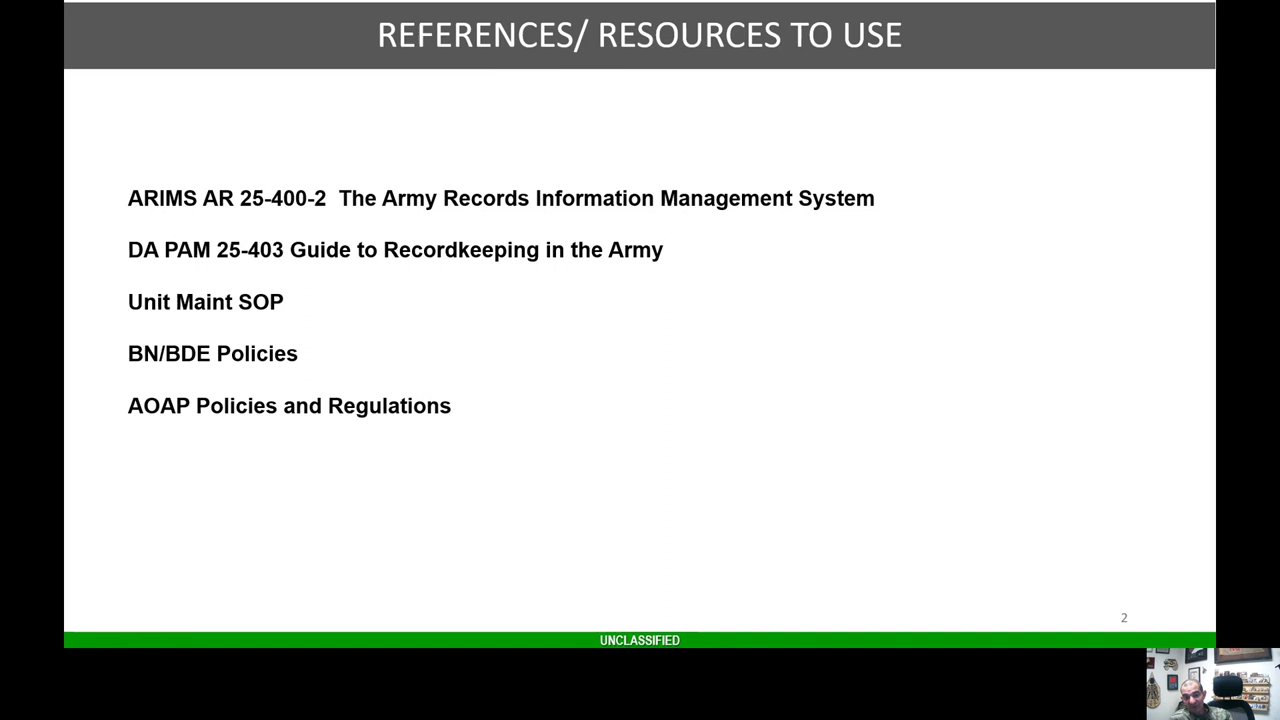 REFERENCES/ RESOURCES TO USE
ARIMS AR 25-400-2  The Army Records Information Management System
DA PAM 25-403 Guide to Recordkeeping in the Army
Unit Maint SOP
BN/BDE Policies
AOAP Policies and Regulations
2
UNCLASSIFIED